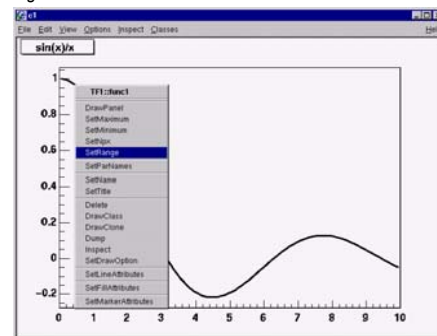 c1
File Edit View Options Inspect Classes
Help
sin(x)/x
TF1::func1
DrawPanel
SetMaximum
SetMinimum
SetNpx
SetRange
SetParNames
SetName
SetTitle
Delete
DrawClass
DrawClone
Dump
Inspect
SetDrawOption
SetLineAttributes
SetFillAttributes
SetMarkerAttributes
1
0.8
0.6
0.4
0.2
0
-0.2
0 1 2 3 4 5 6 7 8 9 10